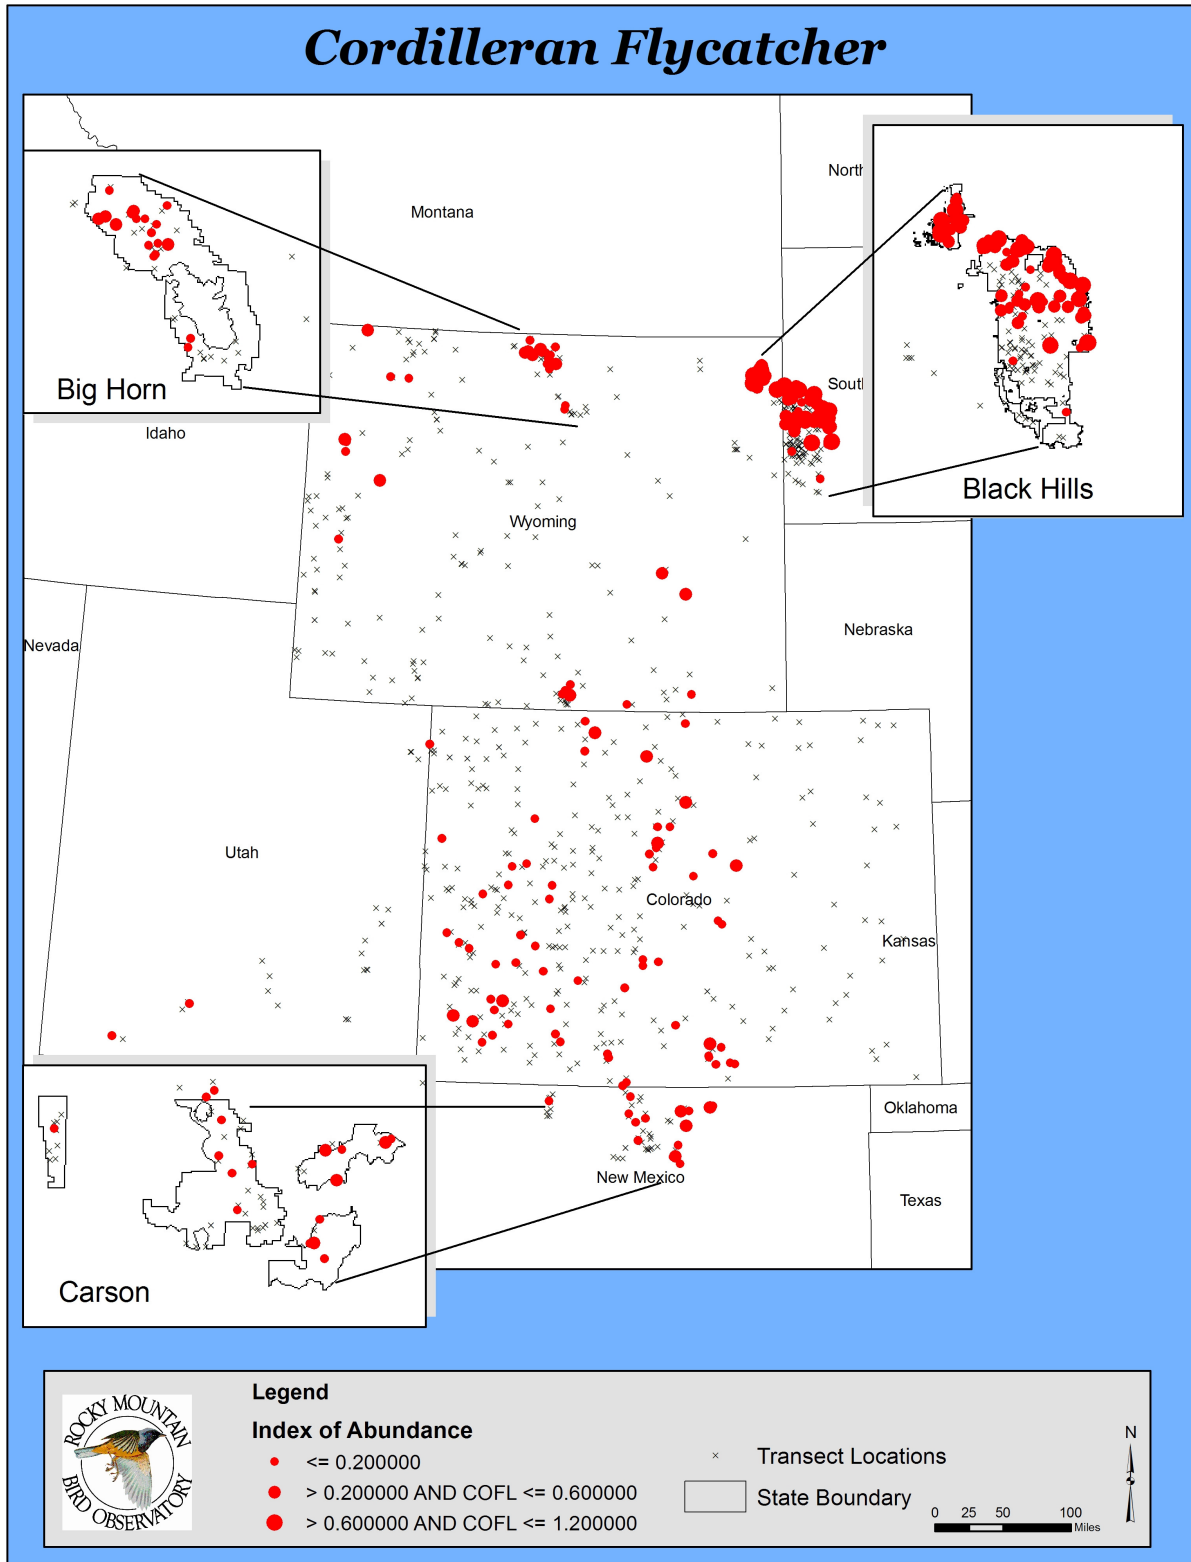 Cordilleran Flycatcher
Montana
North
Big Horn
Idaho
South
Black Hills
Wyoming
Nevada
Nebraska
Utah
Colorado
Kansas
Oklahoma
New Mexico
Texas
Carson
Legend
Index of Abundance
<= 0.200000
> 0.200000 AND COFL <= 0.600000
> 0.600000 AND COFL <= 1.200000
Transect Locations
State Boundary
N
0 25 50 100
Miles
ROCKY MOUNTAIN
BIRD OBSERVATORY